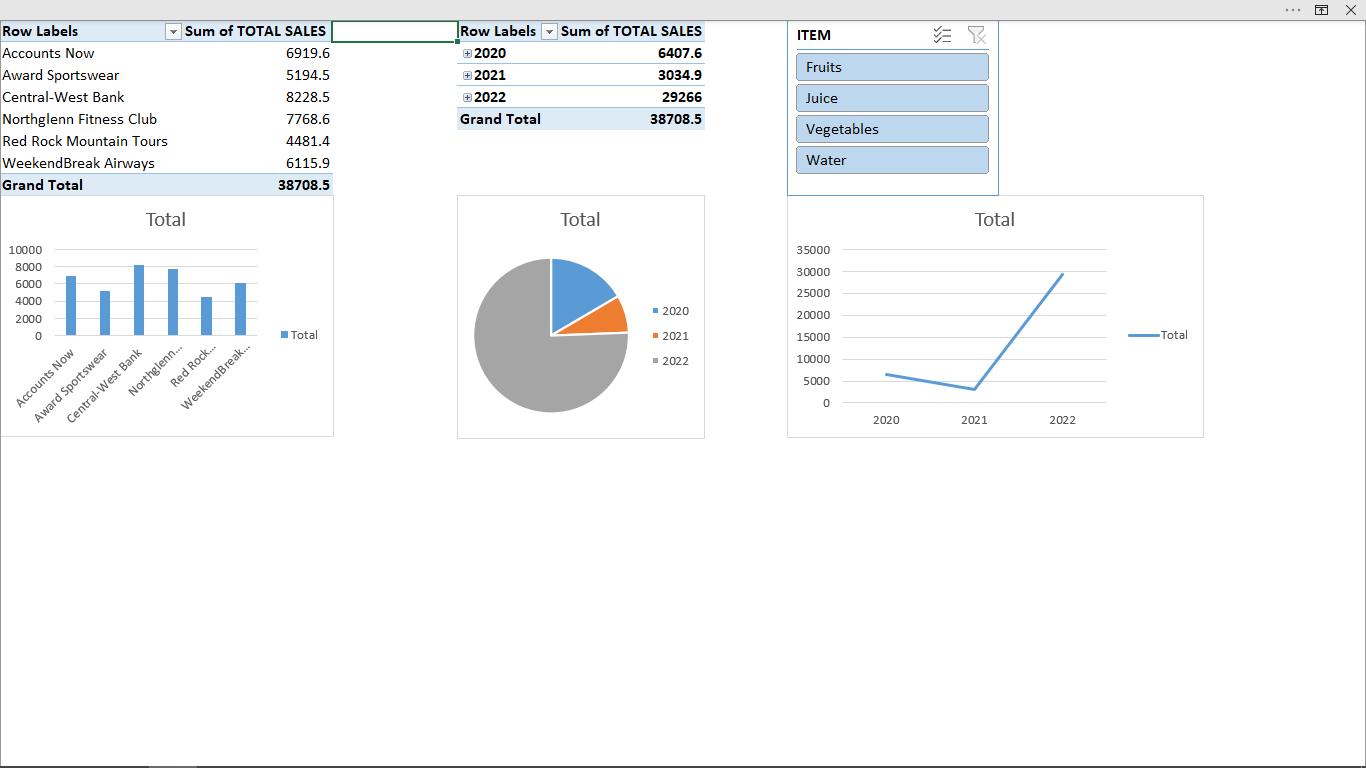 Row Labels Sum of TOTAL SALES
Accounts Now 6919.6
Award Sportswear 5194.5
Central-West Bank 8228.5
Northglenn Fitness Club 7768.6
Red Rock Mountain Tours 4481.4
WeekendBreak Airways 6115.9
Grand Total 38708.5
Row Labels Sum of TOTAL SALES
2020 6407.6
2021 3034.9
2022 29266
Grand Total 38708.5
ITEM
Fruits
Juice
Vegetables
Water
Total
10000
8000
6000
4000
2000
0
Accounts Now
Award Sportswear
Central-West Bank
Northglenn...
Red Rock...
WeekendBreak...
Total
Total
2020
2021
2022
Total
35000
30000
25000
20000
15000
10000
5000
0
2020 2021 2022
Total